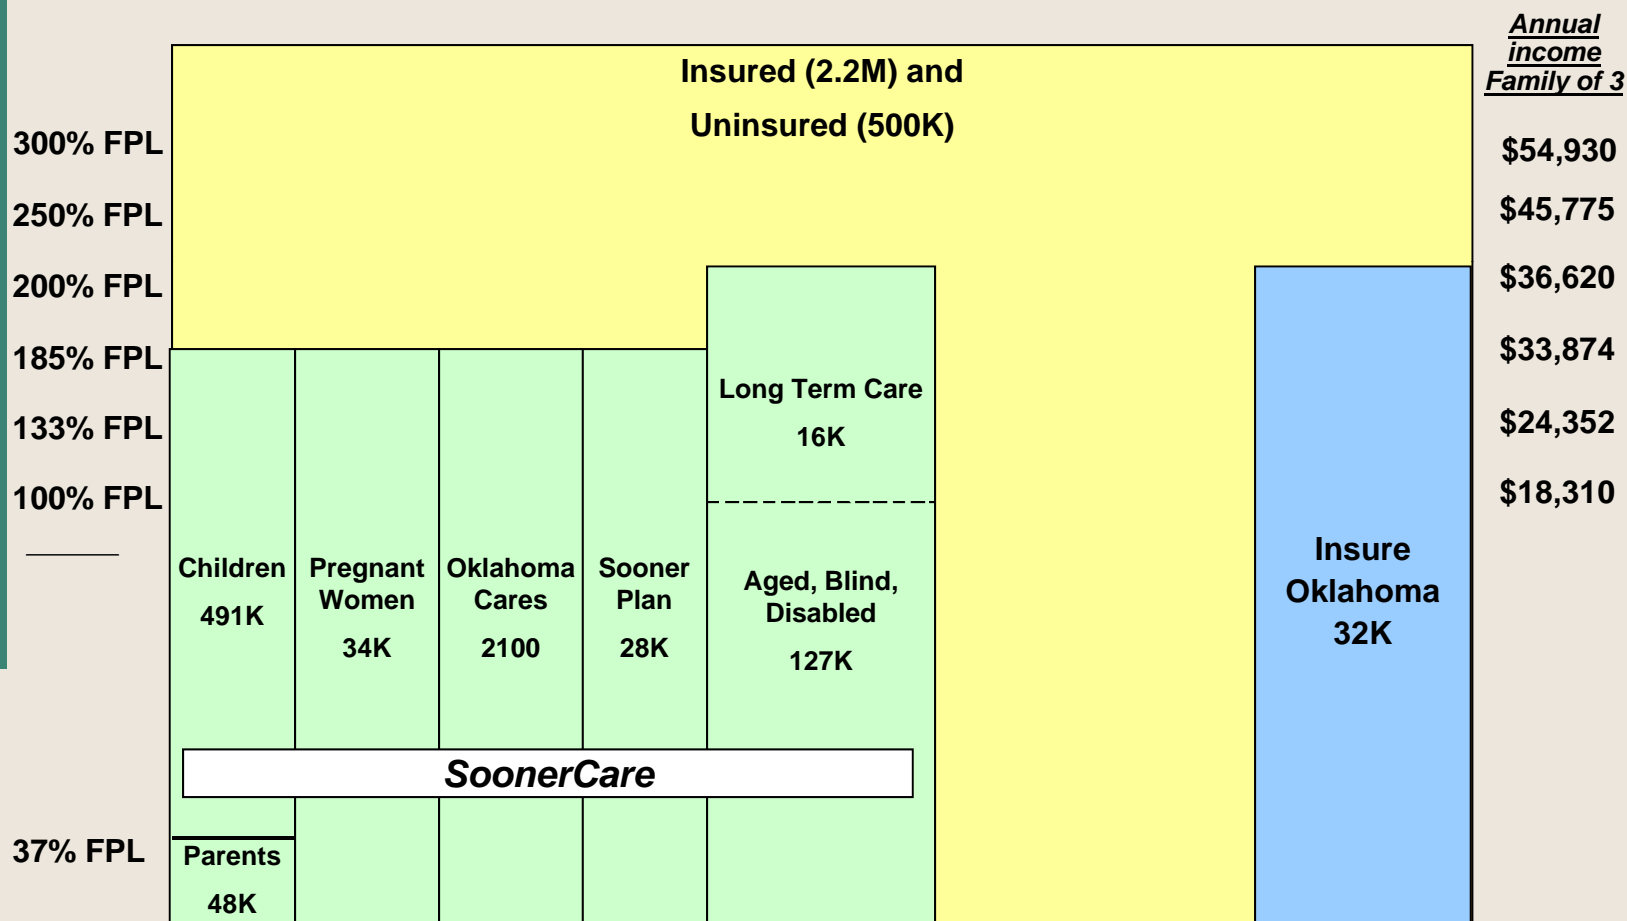 Annual
income
Family of 3
Insured (2.2M) and
Uninsured (500K)
300% FPL
$54,930
250% FPL
$45,775
200% FPL
$36,620
185% FPL
$33,874
133% FPL
$24,352
100% FPL
$18,310
Long Term Care
16K
Children
491K
Pregnant
Women
34K
Oklahoma
Cares
2100
Sooner
Plan
28K
Aged, Blind,
Disabled
127K
Insure
Oklahoma
32K
SoonerCare
37% FPL
Parents
48K